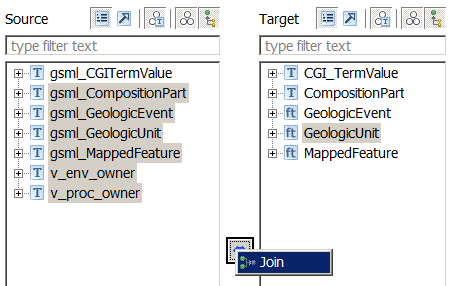 Source
type filter text
T gsml_CGITermValue
T gsml_CompositionPart
T gsml_GeologicEvent
T gsml_GeologicUnit
T gsml_MappedFeature
T v_env_owner
T v_proc_owner
Target
type filter text
T CGI_TermValue
T CompositionPart
ft GeologicEvent
ft GeologicUnit
ft MappedFeature
Join